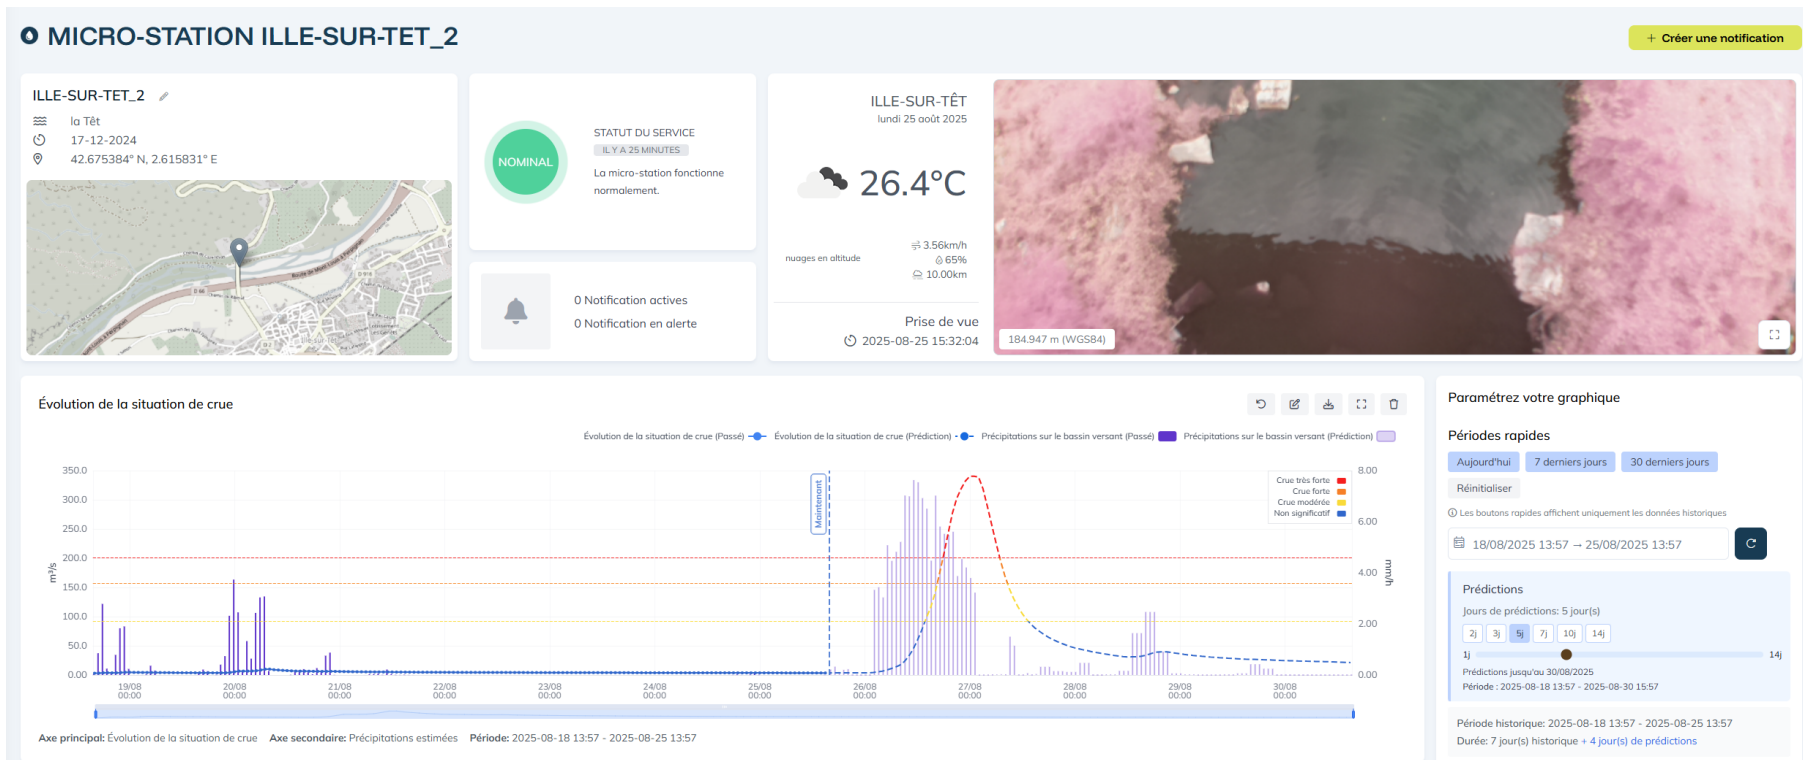 MICRO-STATION ILLE-SUR-TET_2
+ Créer une notification
ILLE-SUR-TET_2
la Têt
17-12-2024
42.675384° N, 2.615831° E
NOMINAL
STATUT DU SERVICE
IL Y A 25 MINUTES
La micro-station fonctionne
normalement.
0 Notification actives
0 Notification en alerte
ILLE-SUR-TÊT
lundi 25 août 2025
26.4°C
nuages en altitude
3.56km/h
65%
10.00km
Prise de vue
2025-08-25 15:32:04
184.947 m (WGS84)
Évolution de la situation de crue
Évolution de la situation de crue (Passé)
Évolution de la situation de crue (Prédiction)
Précipitations sur le bassin versant (Passé)
Précipitations sur le bassin versant (Prédiction)
350.0
300.0
250.0
200.0
150.0
100.0
50.0
0.00
m³/s
Maintenant
Crue très forte
Crue forte
Crue modérée
Non significatif
8.00
6.00
4.00
2.00
0.00
mm/h
19/08 00:00
20/08 00:00
21/08 00:00
22/08 00:00
23/08 00:00
24/08 00:00
25/08 00:00
26/08 00:00
27/08 00:00
28/08 00:00
29/08 00:00
30/08 00:00
Axe principal: Évolution de la situation de crue Axe secondaire: Précipitations estimées Période: 2025-08-18 13:57 - 2025-08-25 13:57
Paramétrez votre graphique
Périodes rapides
Aujourd'hui 7 derniers jours 30 derniers jours
Réinitialiser
Les boutons rapides affichent uniquement les données historiques
18/08/2025 13:57 → 25/08/2025 13:57
Prédictions
Jours de prédictions: 5 jour(s)
2j 3j 5j 7j 10j 14j
1j 14j
Prédictions jusqu'au 30/08/2025
Période : 2025-08-18 13:57 - 2025-08-30 15:57
Période historique: 2025-08-18 13:57 - 2025-08-25 13:57
Durée: 7 jour(s) historique + 4 jour(s) de prédictions